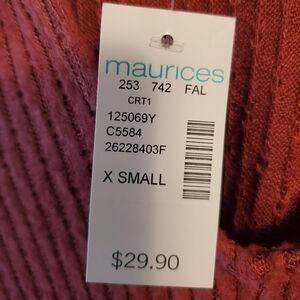 maurices
253 742 FAL
CRT1
125069Y
C5584
26228403F
X SMALL
$29.90